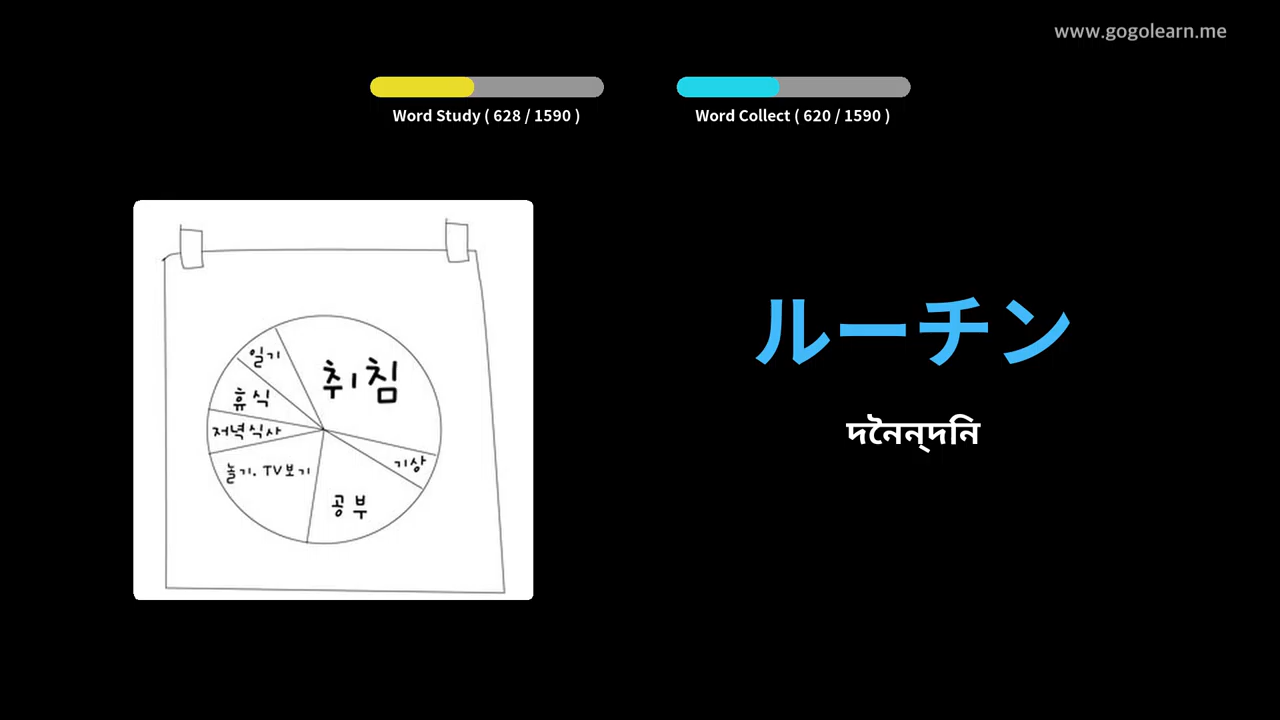 www.gogolearn.me
Word Study ( 628 / 1590 )
Word Collect ( 620 / 1590 )
일기
취침
휴식
저녁식사
놀기. TV보기
기상
공부
ルーチン
দৈনন্দিন